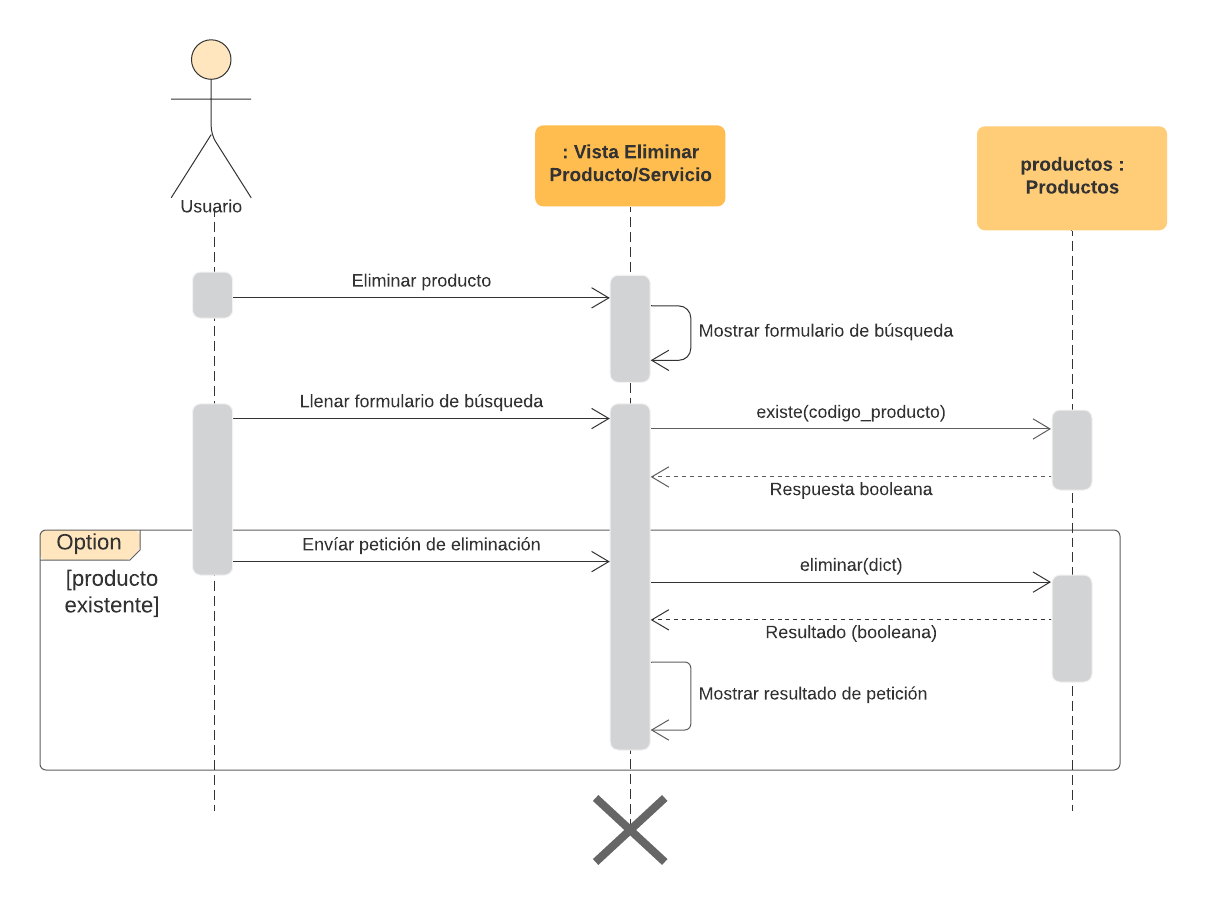 Usuario
: Vista Eliminar
Producto/Servicio
productos :
Productos
Eliminar producto
Mostrar formulario de búsqueda
Llenar formulario de búsqueda
existe(codigo_producto)
Respuesta booleana
Option
[producto
existente]
Envíar petición de eliminación
eliminar(dict)
Resultado (booleana)
Mostrar resultado de petición